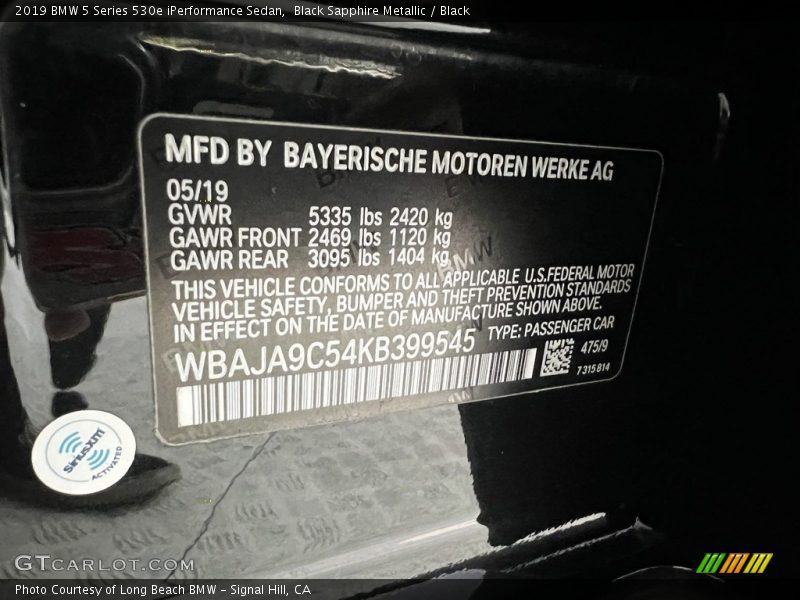 2019 BMW 5 Series 530e iPerformance Sedan, Black Sapphire Metallic / Black
MFD BY BAYERISCHE MOTOREN WERKE AG
05/19
GVWR 5335 lbs 2420 kg
GAWR FRONT 2469 lbs 1120 kg
GAWR REAR 3095 lbs 1404 kg
THIS VEHICLE CONFORMS TO ALL APPLICABLE U.S.FEDERAL MOTOR
VEHICLE SAFETY, BUMPER AND THEFT PREVENTION STANDARDS
IN EFFECT ON THE DATE OF MANUFACTURE SHOWN ABOVE.
WBAJA9C54KB399545 TYPE: PASSENGER CAR
475/9
7 315 814
SiriusXM
ACTIVATED
GTCARLOT.COM
Photo Courtesy of Long Beach BMW - Signal Hill, CA